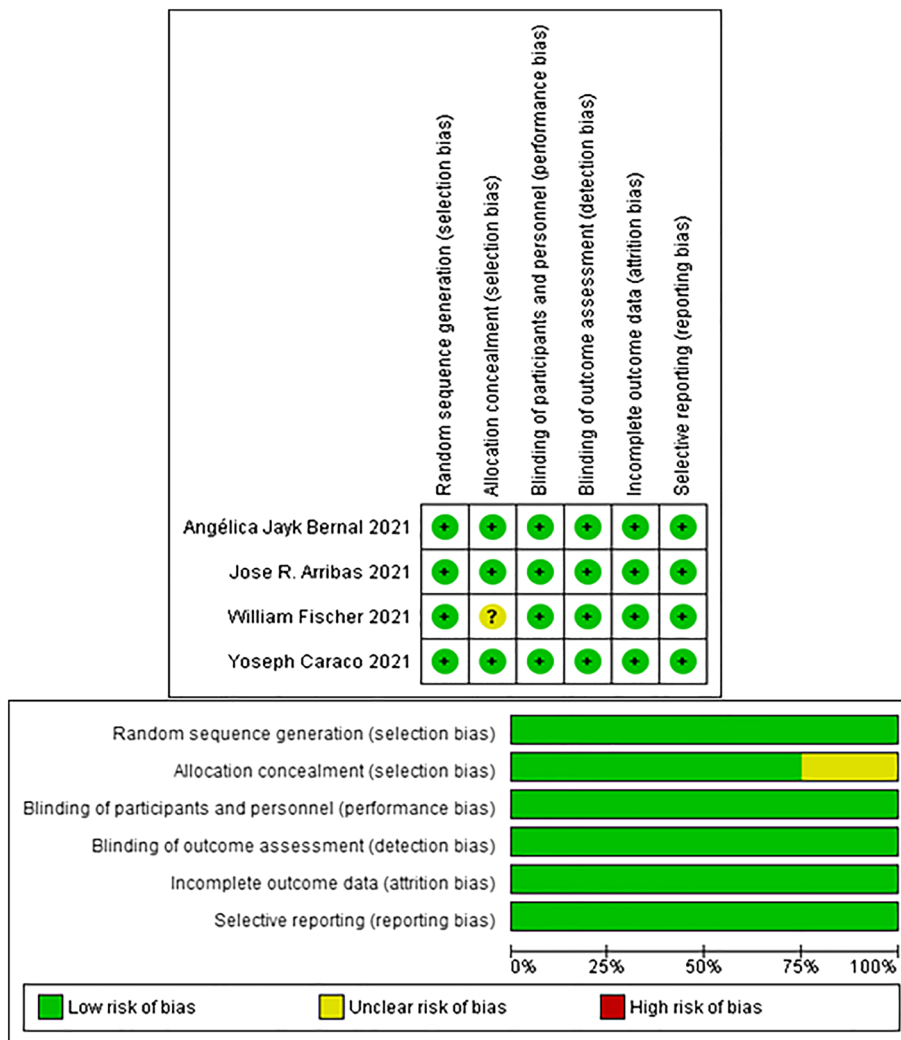 Random sequence generation (selection bias)
Allocation concealment (selection bias)
Blinding of participants and personnel (performance bias)
Blinding of outcome assessment (detection bias)
Incomplete outcome data (attrition bias)
Selective reporting (reporting bias)
Angélica Jayk Bernal 2021 + + + + + +
Jose R. Arribas 2021 + + + + + +
William Fischer 2021 + ? + + + +
Yoseph Caraco 2021 + + + + + +
Random sequence generation (selection bias)
Allocation concealment (selection bias)
Blinding of participants and personnel (performance bias)
Blinding of outcome assessment (detection bias)
Incomplete outcome data (attrition bias)
Selective reporting (reporting bias)
0% 25% 50% 75% 100%
Low risk of bias Unclear risk of bias High risk of bias